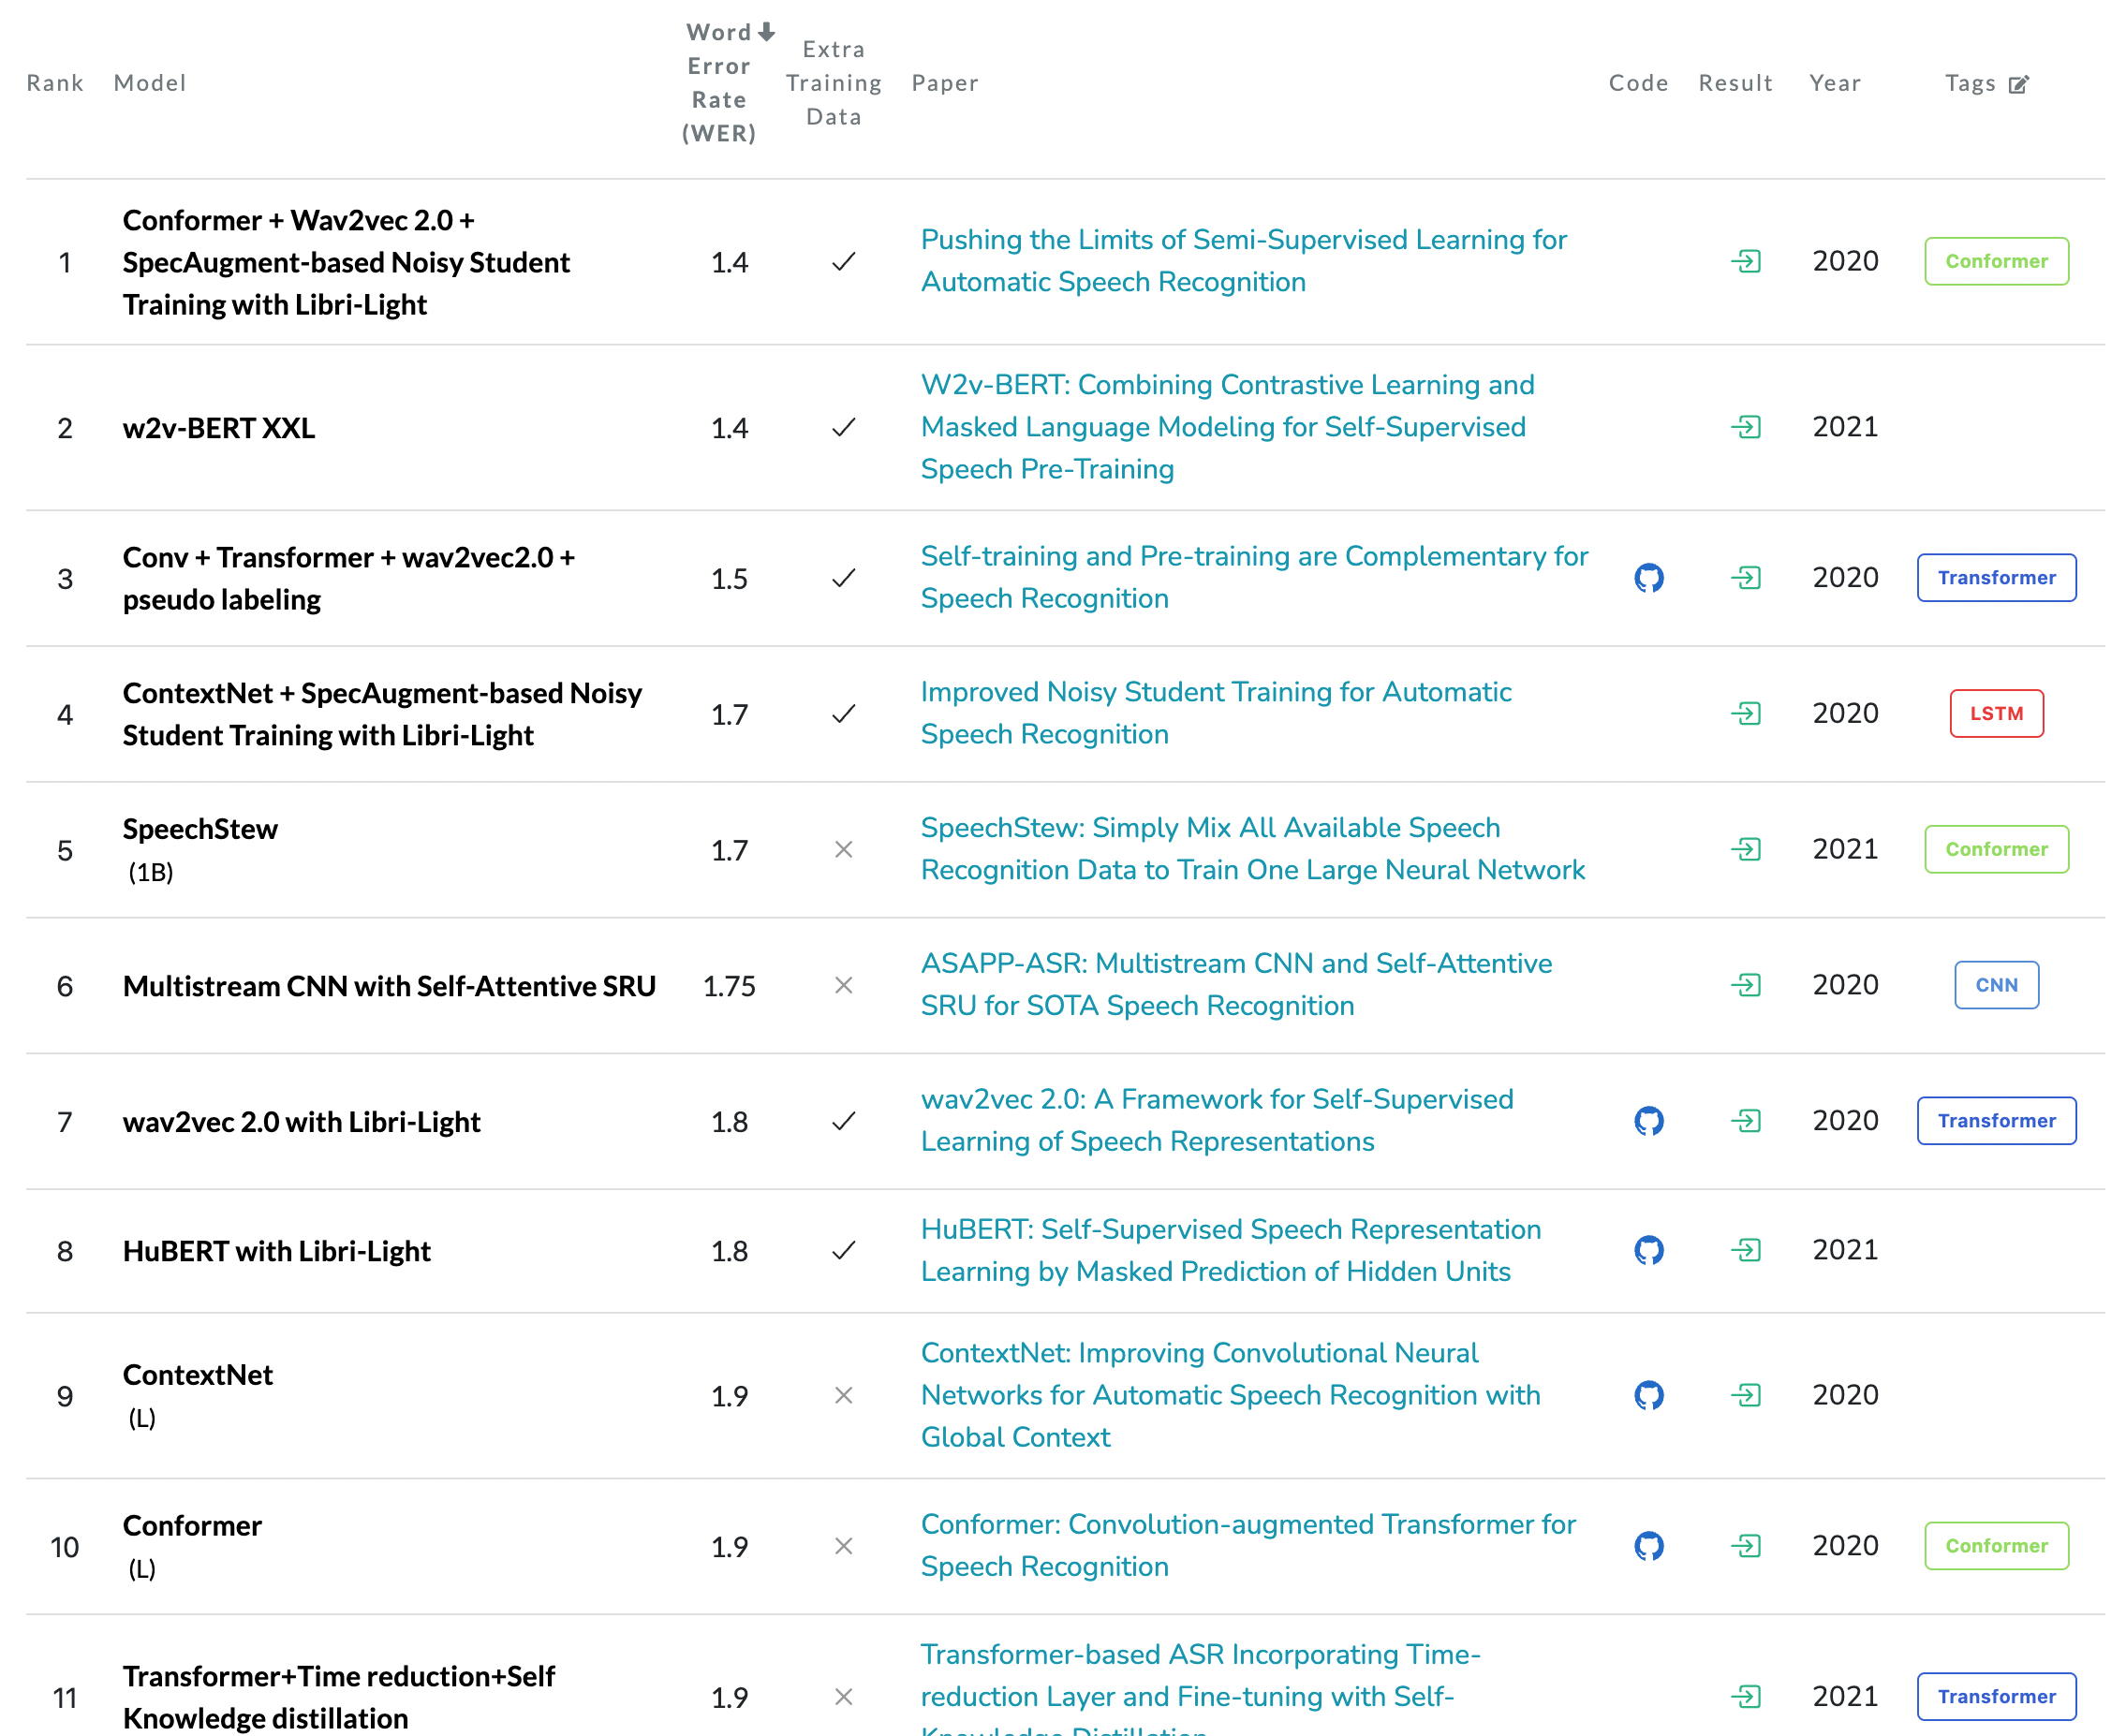 Rank Model Word Error Rate (WER) Extra Training Data Paper Code Result Year Tags
1 Conformer + Wav2vec 2.0 + SpecAugment-based Noisy Student Training with Libri-Light 1.4 ✓ Pushing the Limits of Semi-Supervised Learning for Automatic Speech Recognition 2020 Conformer
2 w2v-BERT XXL 1.4 ✓ W2v-BERT: Combining Contrastive Learning and Masked Language Modeling for Self-Supervised Speech Pre-Training 2021
3 Conv + Transformer + wav2vec2.0 + pseudo labeling 1.5 ✓ Self-training and Pre-training are Complementary for Speech Recognition 2020 Transformer
4 ContextNet + SpecAugment-based Noisy Student Training with Libri-Light 1.7 ✓ Improved Noisy Student Training for Automatic Speech Recognition 2020 LSTM
5 SpeechStew (1B) 1.7 × SpeechStew: Simply Mix All Available Speech Recognition Data to Train One Large Neural Network 2021 Conformer
6 Multistream CNN with Self-Attentive SRU 1.75 × ASAPP-ASR: Multistream CNN and Self-Attentive SRU for SOTA Speech Recognition 2020 CNN
7 wav2vec 2.0 with Libri-Light 1.8 ✓ wav2vec 2.0: A Framework for Self-Supervised Learning of Speech Representations 2020 Transformer
8 HuBERT with Libri-Light 1.8 ✓ HuBERT: Self-Supervised Speech Representation Learning by Masked Prediction of Hidden Units 2021
9 ContextNet (L) 1.9 × ContextNet: Improving Convolutional Neural Networks for Automatic Speech Recognition with Global Context 2020
10 Conformer (L) 1.9 × Conformer: Convolution-augmented Transformer for Speech Recognition 2020 Conformer
11 Transformer+Time reduction+Self Knowledge distillation 1.9 × Transformer-based ASR Incorporating Time-reduction Layer and Fine-tuning with Self- 2021 Transformer